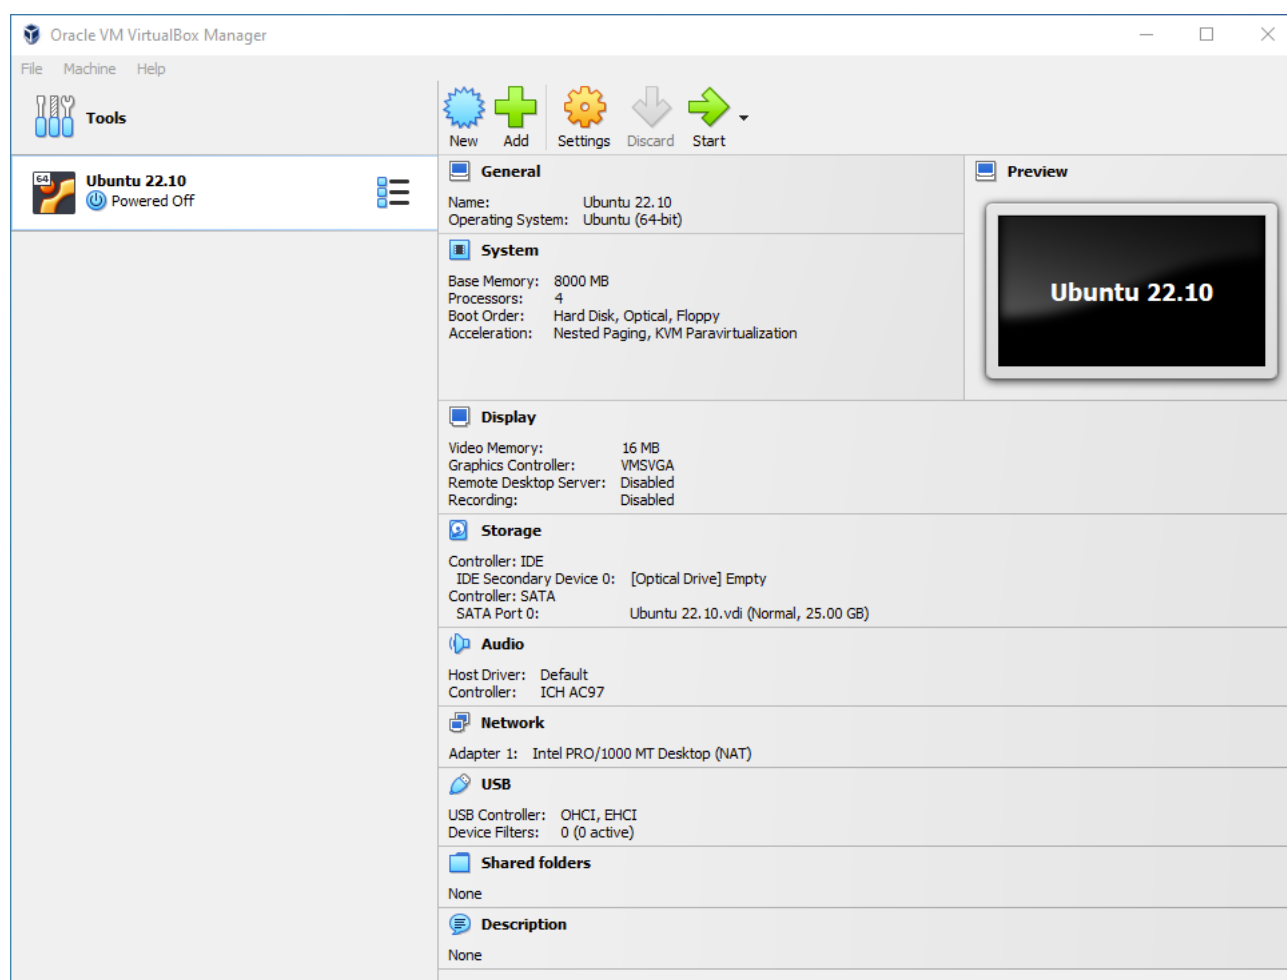 Oracle VM VirtualBox Manager
File Machine Help
Tools
New Add Settings Discard Start
64
Ubuntu 22.10
Powered Off
General
Name: Ubuntu 22.10
Operating System: Ubuntu (64-bit)
System
Base Memory: 8000 MB
Processors: 4
Boot Order: Hard Disk, Optical, Floppy
Acceleration: Nested Paging, KVM Paravirtualization
Preview
Ubuntu 22.10
Display
Video Memory: 16 MB
Graphics Controller: VMSVGA
Remote Desktop Server: Disabled
Recording: Disabled
Storage
Controller: IDE
IDE Secondary Device 0: [Optical Drive] Empty
Controller: SATA
SATA Port 0: Ubuntu 22.10.vdi (Normal, 25.00 GB)
Audio
Host Driver: Default
Controller: ICH AC97
Network
Adapter 1: Intel PRO/1000 MT Desktop (NAT)
USB
USB Controller: OHCI, EHCI
Device Filters: 0 (0 active)
Shared folders
None
Description
None